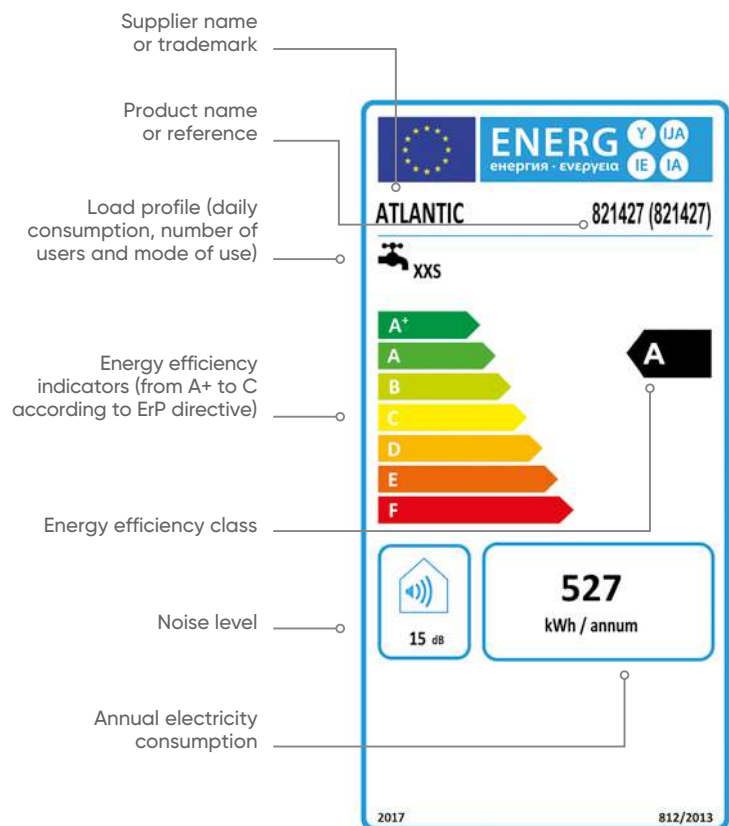 Supplier name
or trademark
Product name
or reference
Load profile (daily
consumption, number of
users and mode of use)
Energy efficiency
indicators (from A+ to C
according to ErP directive)
Energy efficiency class
Noise level
Annual electricity
consumption
ENERG Y IJA
енергия · ενεργεια IE IA
ATLANTIC 821427 (821427)
XXS
A+
A
B
C
D
E
F
A
15 dB
527
kWh / annum
2017 812/2013